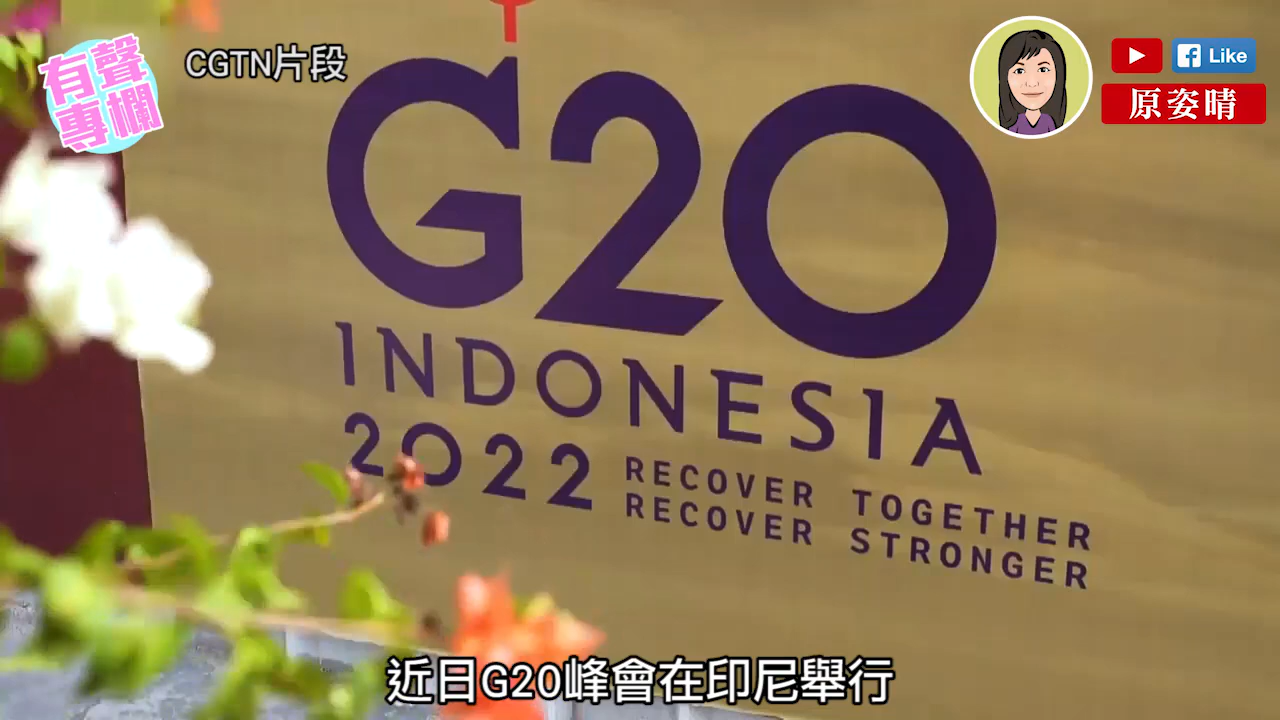 有聲
專欄
CGTN片段
Like
原姿晴
G20
INDONESIA
2022
RECOVER TOGETHER
RECOVER STRONGER
近日G20峰會在印尼舉行